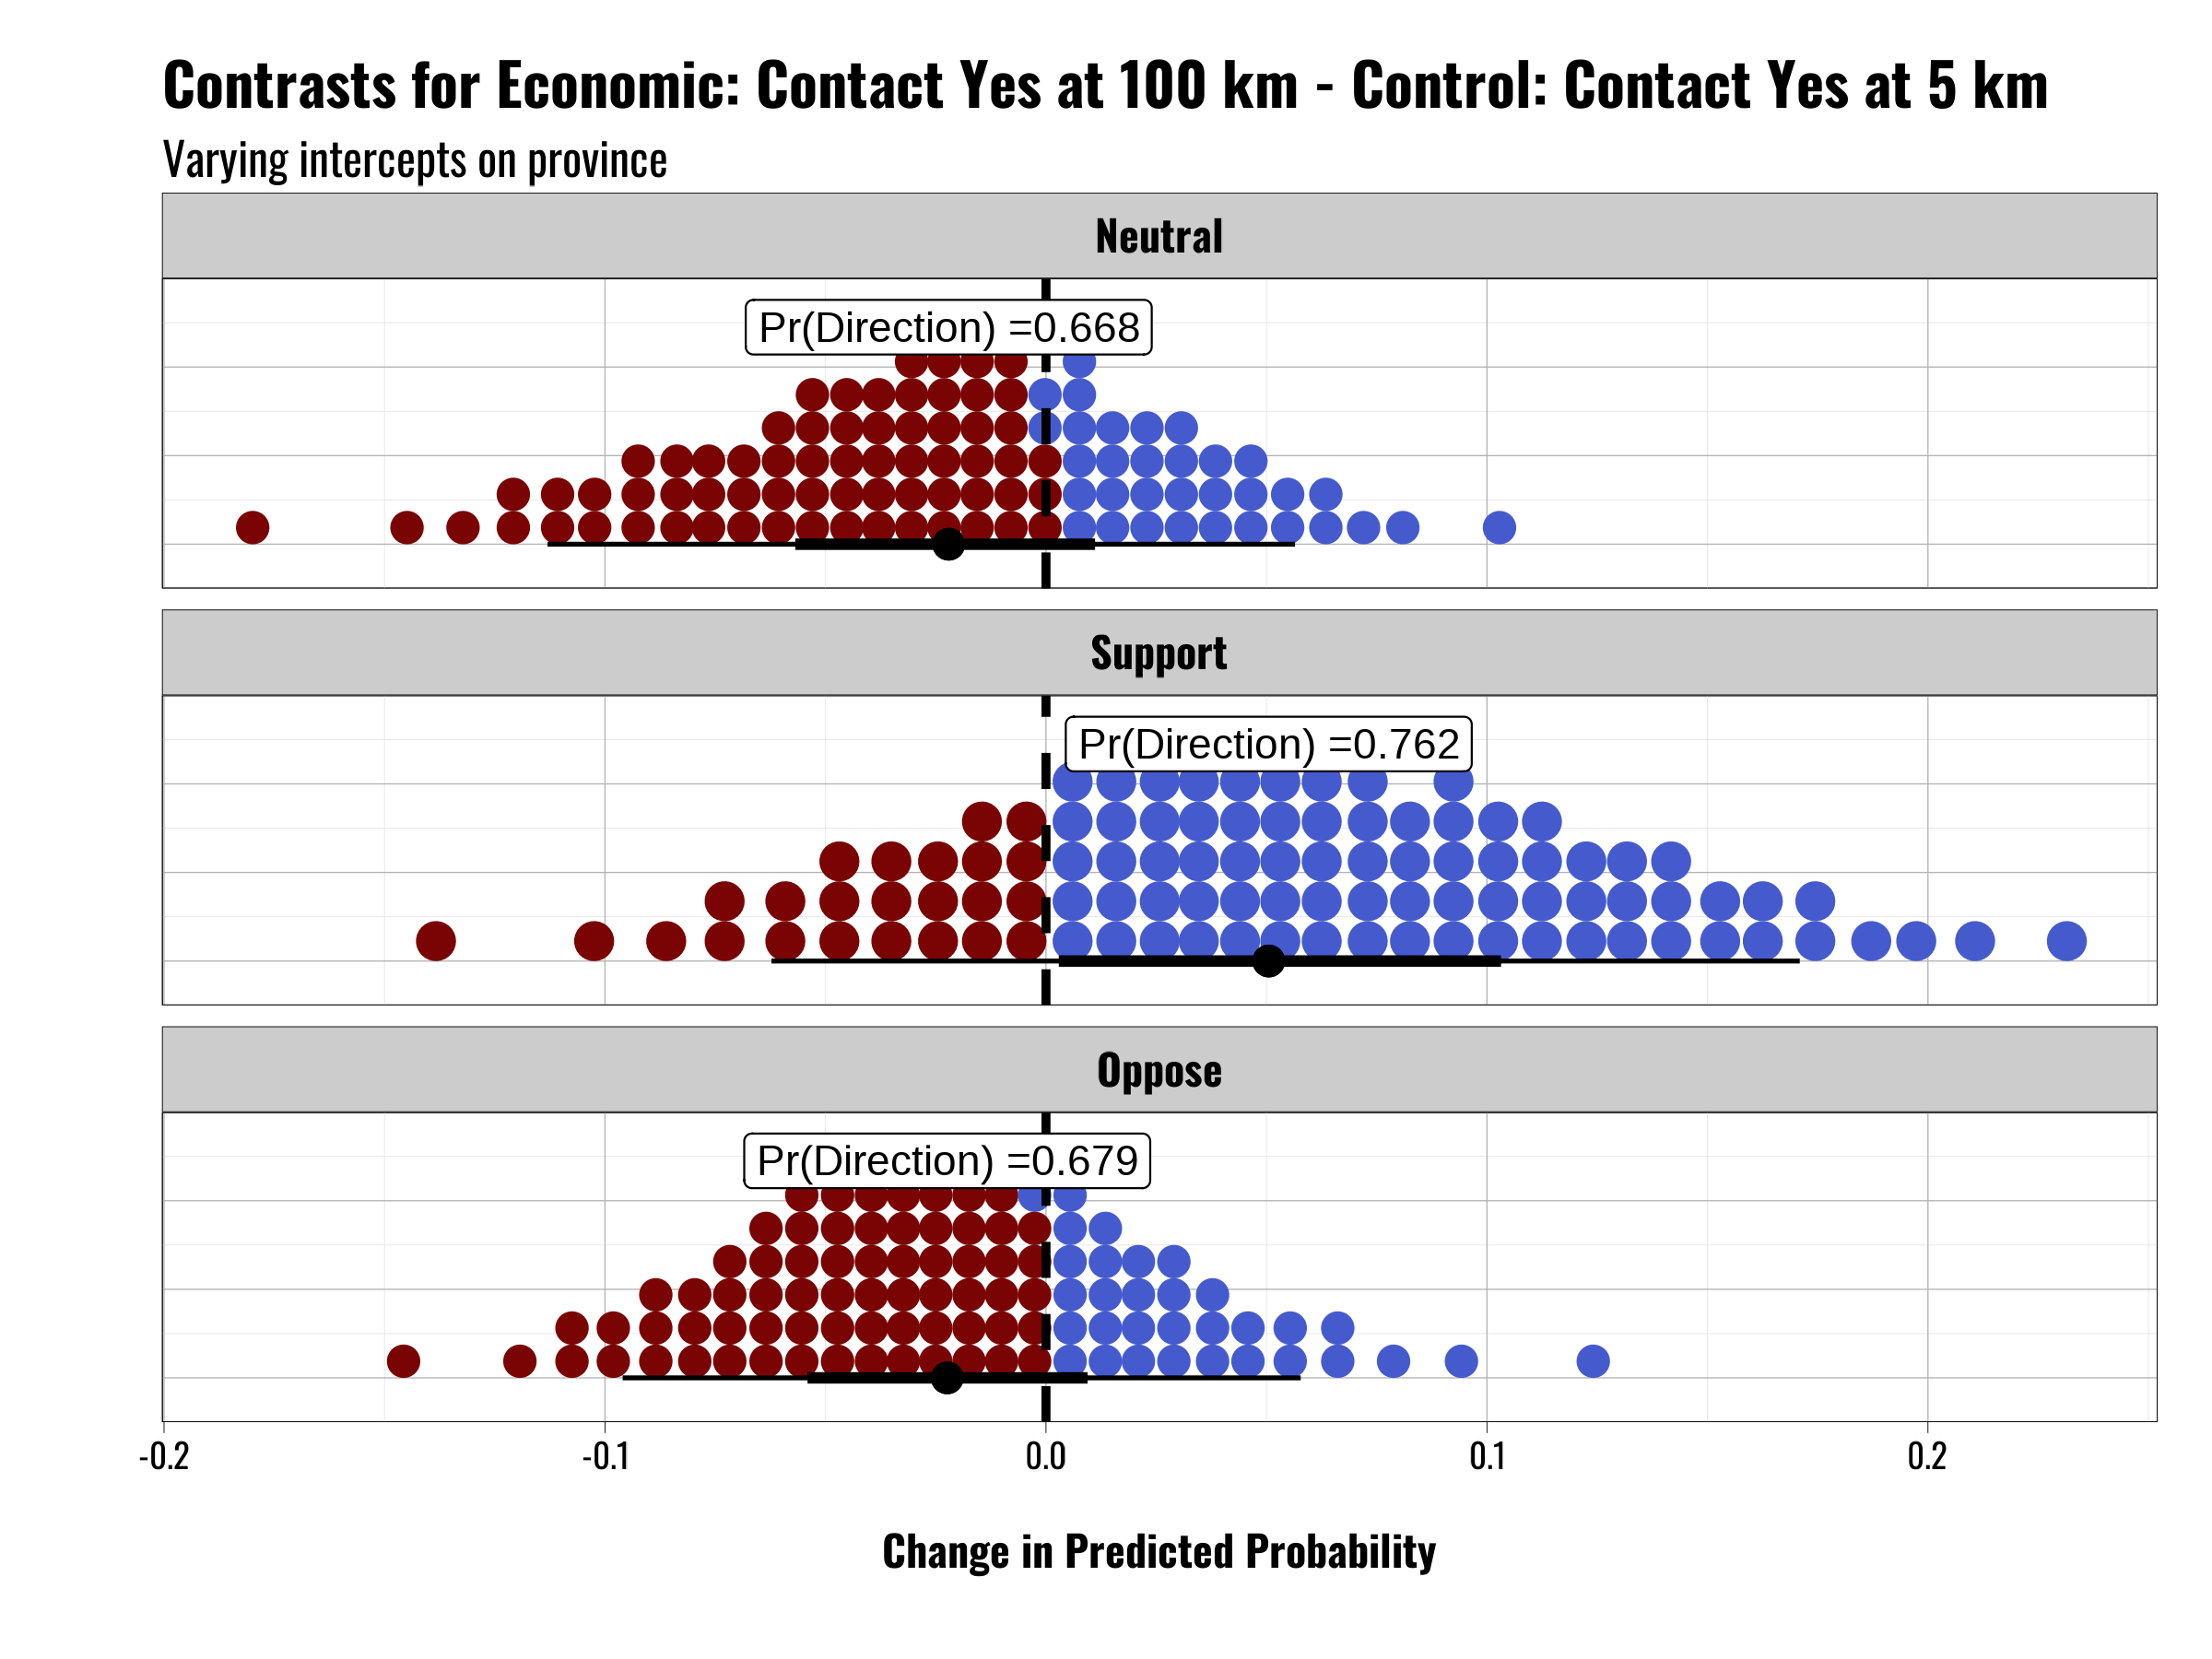 Contrasts for Economic: Contact Yes at 100 km - Control: Contact Yes at 5 km
Varying intercepts on province
Neutral
Pr(Direction) =0.668
Support
Pr(Direction) =0.762
Oppose
Pr(Direction) =0.679
-0.2 -0.1 0.0 0.1 0.2
Change in Predicted Probability